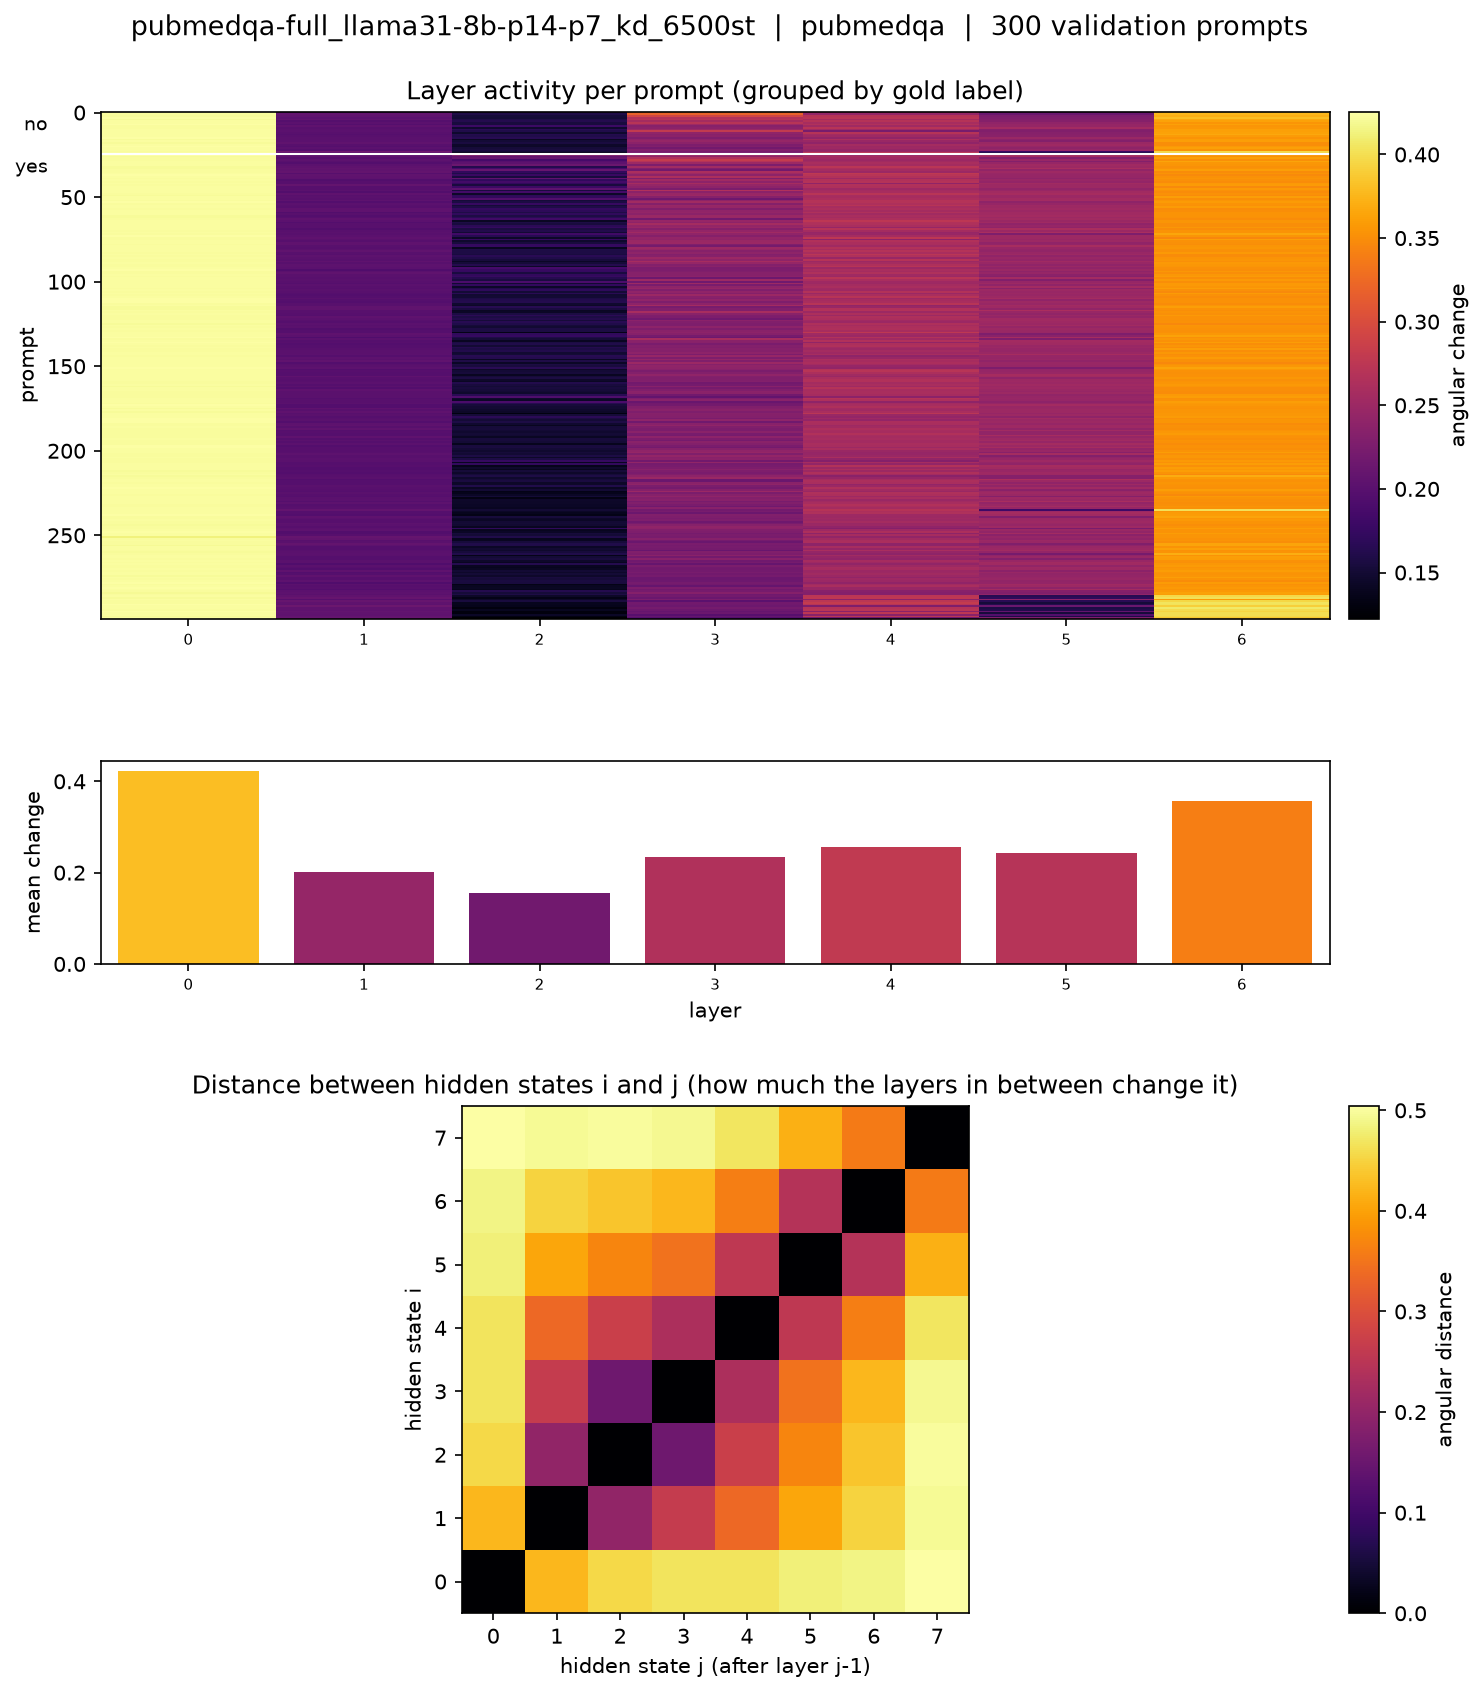 pubmedqa-full_llama31-8b-p14-p7_kd_6500st | pubmedqa | 300 validation prompts
Layer activity per prompt (grouped by gold label)
no
yes
0
50
100
150
200
250
prompt
0 1 2 3 4 5 6
0.40
0.35
0.30
0.25
0.20
0.15
angular change
0.4
0.2
0.0
mean change
0 1 2 3 4 5 6
layer
Distance between hidden states i and j (how much the layers in between change it)
7
6
5
4
3
2
1
0
hidden state i
0 1 2 3 4 5 6 7
hidden state j (after layer j-1)
0.5
0.4
0.3
0.2
0.1
0.0
angular distance